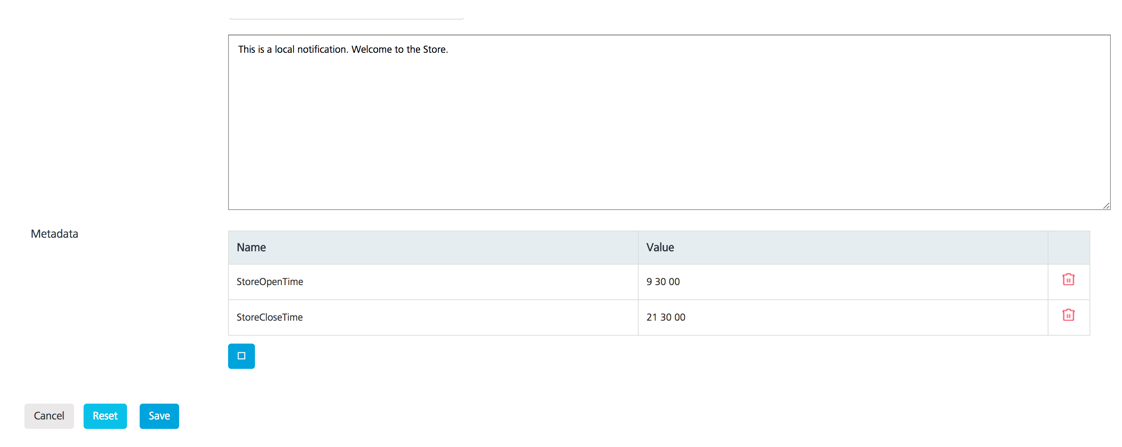 This is a local notification. Welcome to the Store.
Metadata
Name Value
StoreOpenTime 9 30 00
StoreCloseTime 21 30 00
Cancel Reset Save